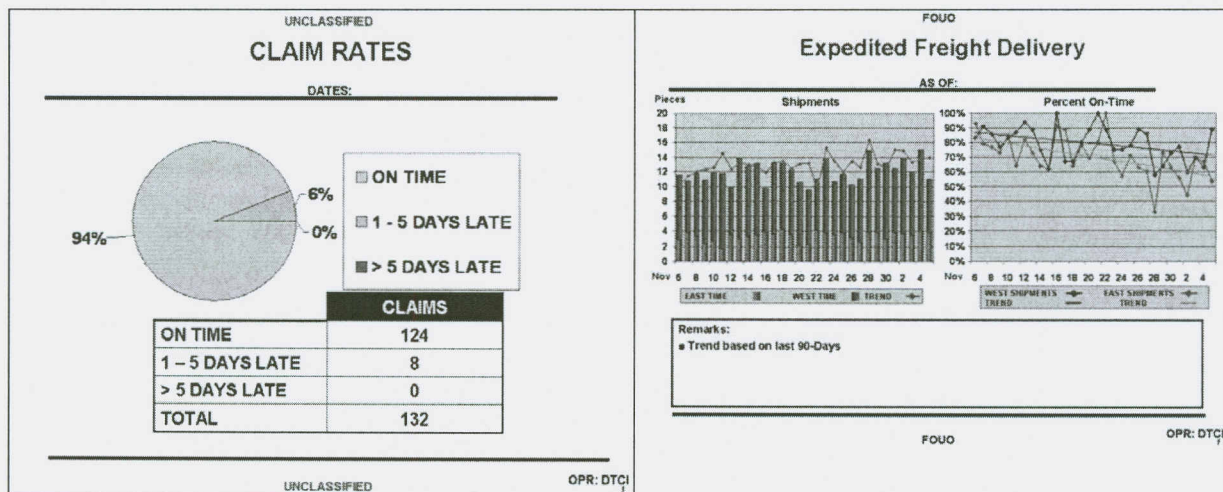 UNCLASSIFIED
CLAIM RATES
DATES:
94%
6%
0%
ON TIME
1 - 5 DAYS LATE
> 5 DAYS LATE
CLAIMS
ON TIME 124
1 – 5 DAYS LATE 8
> 5 DAYS LATE 0
TOTAL 132
OPR: DTCI
UNCLASSIFIED
FOUO
Expedited Freight Delivery
AS OF:
Pieces
Shipments
20
18
16
14
12
10
8
6
4
2
0
Nov 6 8 10 12 14 16 18 20 22 24 26 28 30 2 4
EAST TIME WEST TIME TREND
Percent On-Time
100%
90%
80%
70%
60%
50%
40%
30%
20%
10%
0%
Nov 6 8 10 12 14 16 18 20 22 24 26 28 30 2 4
WEST SHIPMENTS EAST SHIPMENTS
TREND TREND
Remarks:
■ Trend based on last 90-Days
FOUO
OPR: DTCI